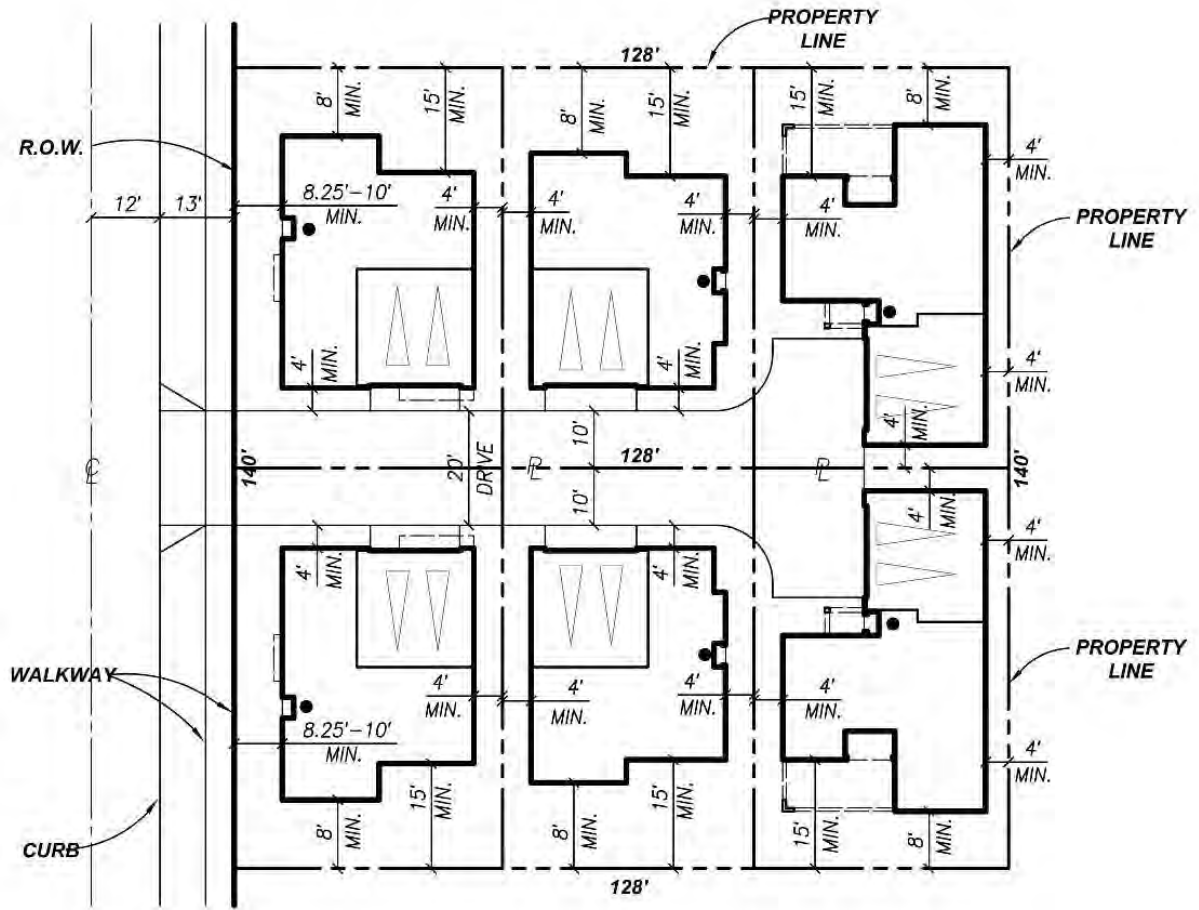 PROPERTY
LINE
128'
8'
MIN.
15'
MIN.
8'
MIN.
15'
MIN.
15'
MIN.
8'
MIN.
R.O.W.
4'
MIN.
12'
13'
8.25'–10'
MIN.
4'
MIN.
4'
MIN.
4'
MIN.
4'
MIN.
PROPERTY
LINE
4'
MIN.
4'
MIN.
4'
MIN.
4'
MIN.
10'
℄
140'
20'
DRIVE
PL
128'
PL
4'
MIN.
140'
10'
4'
MIN.
4'
MIN.
4'
MIN.
4'
MIN.
PROPERTY
LINE
WALKWAY
4'
MIN.
4'
MIN.
4'
MIN.
4'
MIN.
8.25'–10'
MIN.
4'
MIN.
CURB
8'
MIN.
15'
MIN.
8'
MIN.
15'
MIN.
15'
MIN.
8'
MIN.
128'